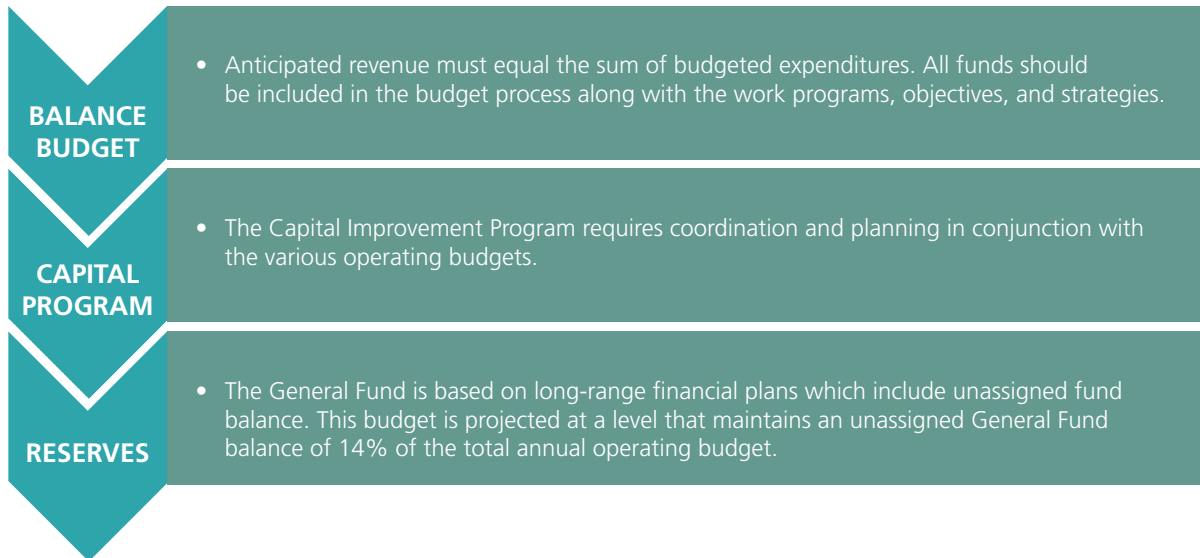 BALANCE
BUDGET
• Anticipated revenue must equal the sum of budgeted expenditures. All funds should
be included in the budget process along with the work programs, objectives, and strategies.
CAPITAL
PROGRAM
• The Capital Improvement Program requires coordination and planning in conjunction with
the various operating budgets.
RESERVES
• The General Fund is based on long-range financial plans which include unassigned fund
balance. This budget is projected at a level that maintains an unassigned General Fund
balance of 14% of the total annual operating budget.